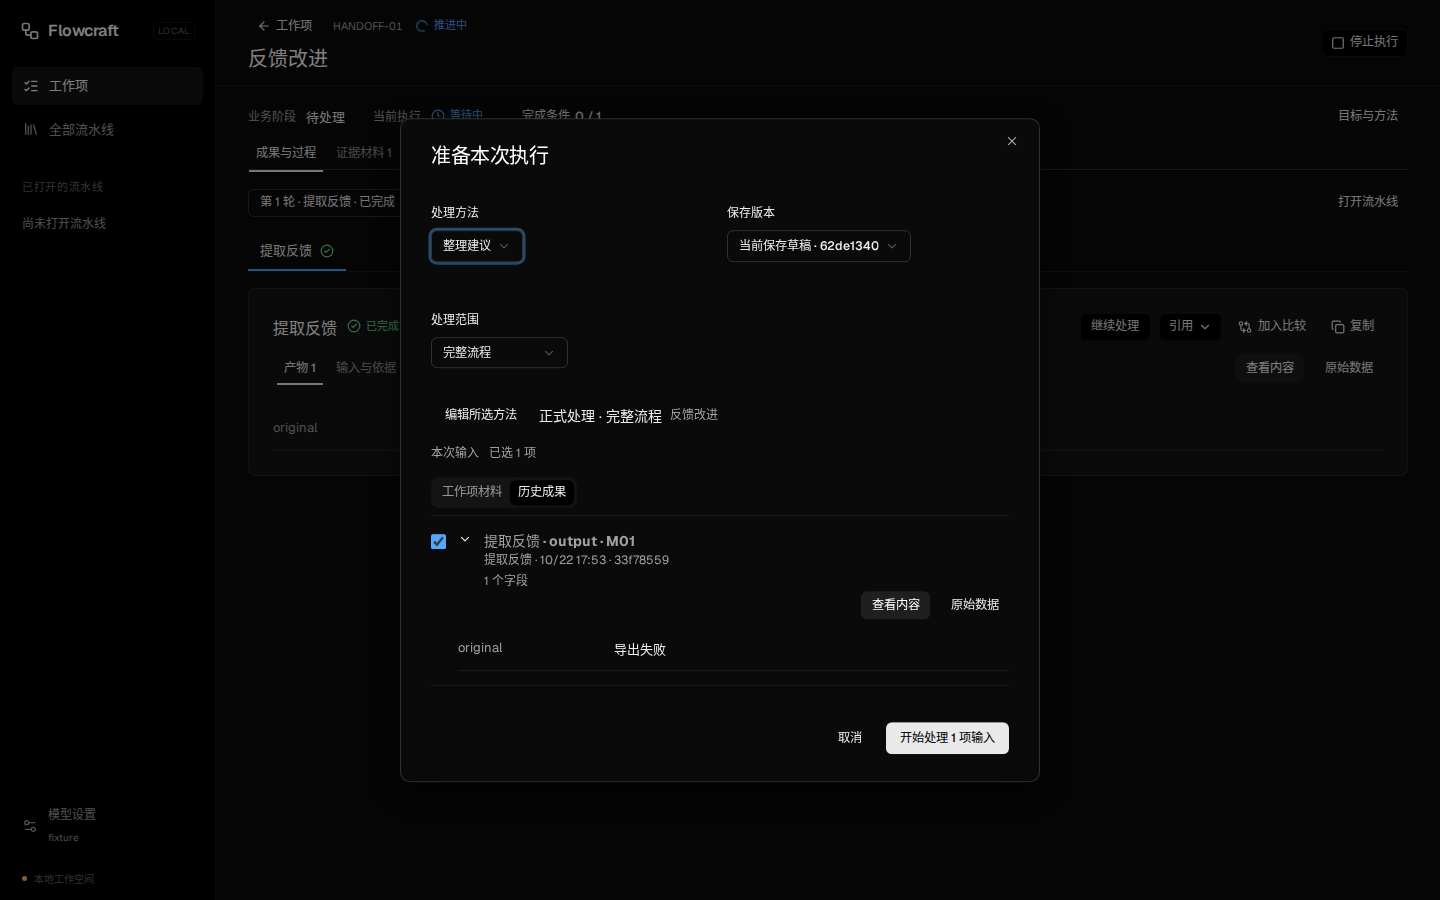 Flowcraft
LOCAL
工作项
全部流水线
已打开的流水线
尚未打开流水线
模型设置
fixture
本地工作空间
工作项
HANDOFF-01
推进中
反馈改进
停止执行
业务阶段 待处理
当前执行 等待中
完成条件 0 / 1
目标与方法
成果与过程
证据材料 1
第 1 轮 · 提取反馈 · 已完成
打开流水线
提取反馈
提取反馈
已完成
继续处理
引用
加入比较
复制
产物 1
输入与依据
查看内容
原始数据
original
准备本次执行
处理方法
保存版本
整理建议
当前保存草稿 · 62de1340
处理范围
完整流程
编辑所选方法
正式处理 · 完整流程 反馈改进
本次输入 已选 1 项
工作项材料
历史成果
提取反馈 · output · M01
提取反馈 · 10/22 17:53 · 33f78559
1 个字段
查看内容
原始数据
original
导出失败
取消
开始处理 1 项输入